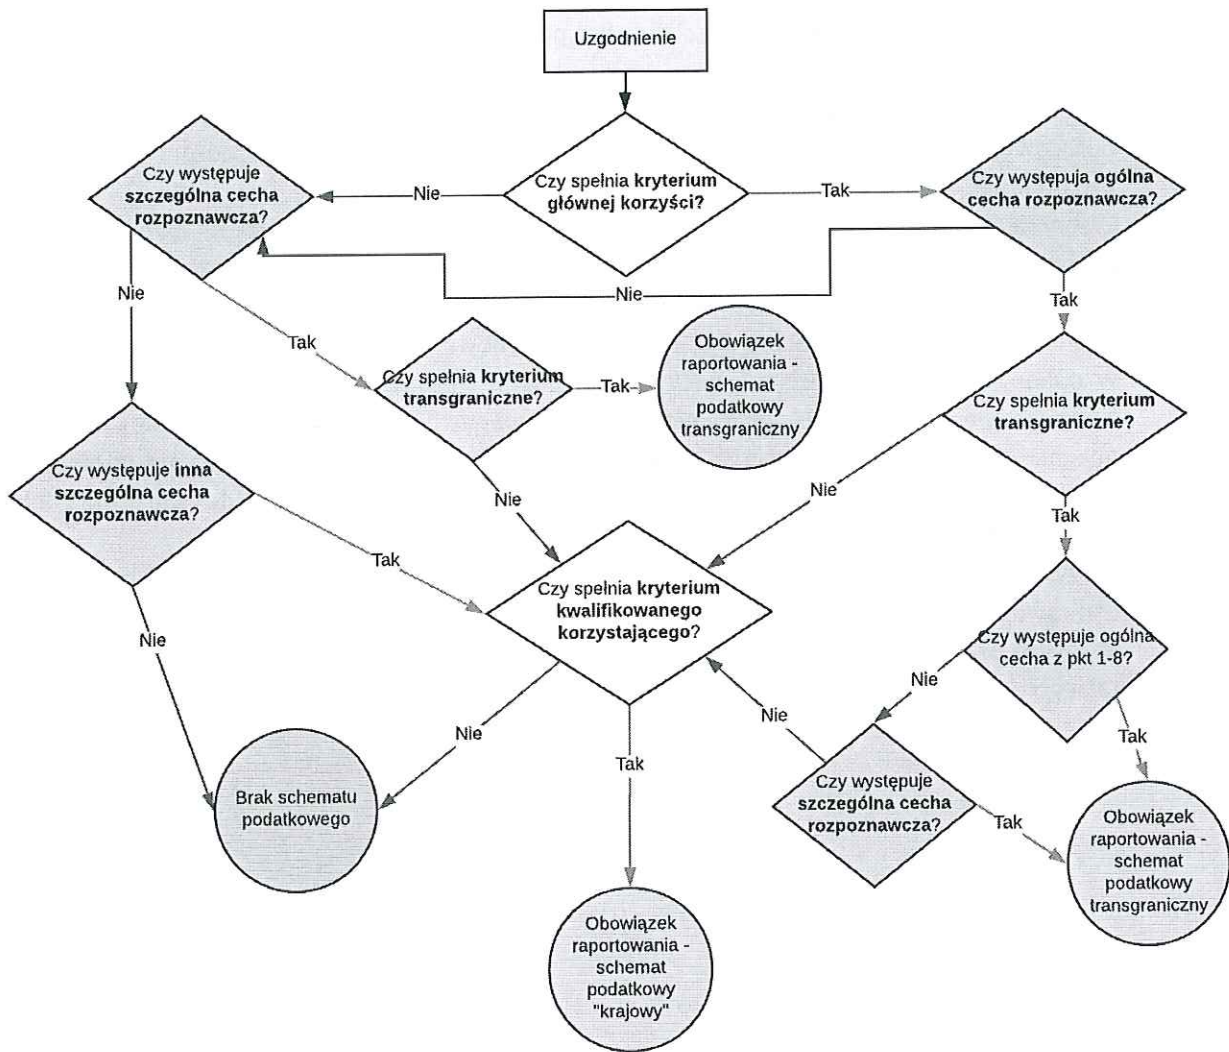 Uzgodnienie
Czy występuje
szczególna cecha
rozpoznawcza?
Nie
Czy spełnia kryterium
głównej korzyści?
Tak
Czy występuja ogólna
cecha rozpoznawcza?
Nie
Nie
Tak
Tak
Czy spełnia kryterium
transgraniczne?
Tak
Obowiązek
raportowania -
schemat
podatkowy
transgraniczny
Czy spełnia kryterium
transgraniczne?
Czy występuje inna
szczególna cecha
rozpoznawcza?
Nie
Nie
Tak
Tak
Czy spełnia kryterium
kwalifikowanego
korzystającego?
Czy występuje ogólna
cecha z pkt 1-8?
Nie
Nie
Nie
Nie
Tak
Tak
Brak schematu
podatkowego
Czy występuje
szczególna cecha
rozpoznawcza?
Tak
Obowiązek
raportowania -
schemat
podatkowy
transgraniczny
Obowiązek
raportowania -
schemat
podatkowy
"krajowy"